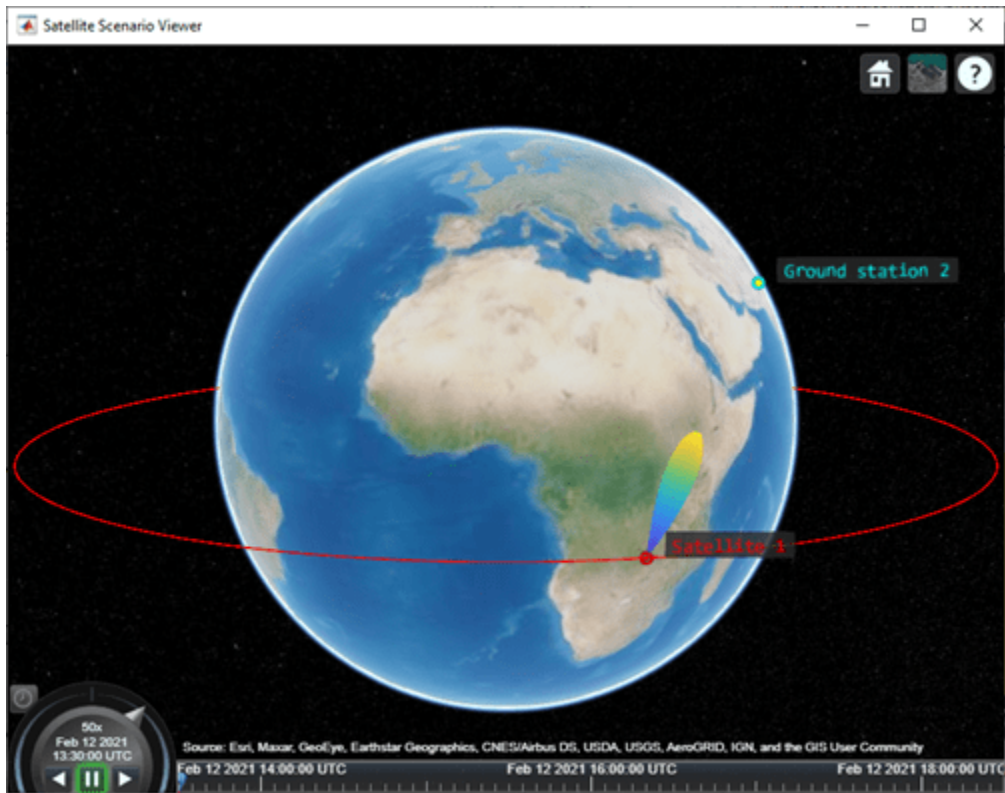 Satellite Scenario Viewer
?
Ground station 2
Satellite 1
50x
Feb 12 2021
13:30:00 UTC
Source: Esri, Maxar, GeoEye, Earthstar Geographics, CNES/Airbus DS, USDA, USGS, AeroGRID, IGN, and the GIS User Community
Feb 12 2021 14:00:00 UTC Feb 12 2021 16:00:00 UTC Feb 12 2021 18:00:00 UTC